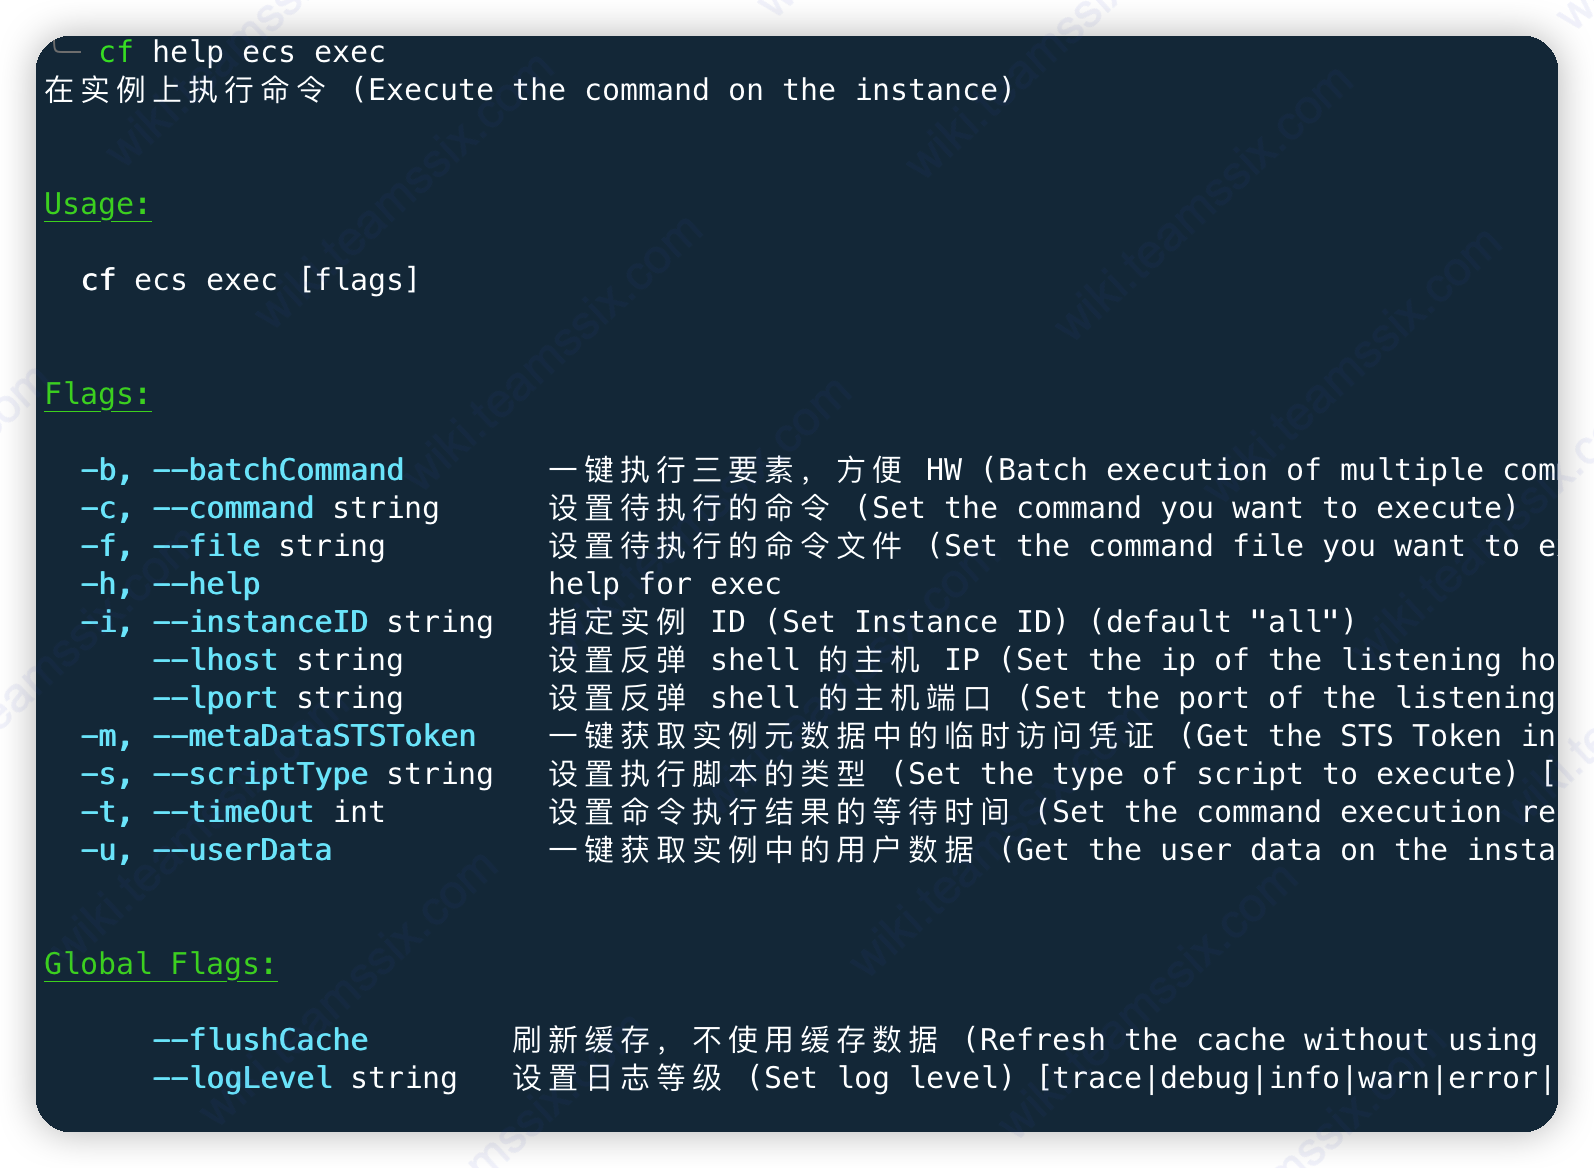 cf help ecs exec
在实例上执行命令 (Execute the command on the instance)
Usage:
cf ecs exec [flags]
Flags:
-b, --batchCommand 一键执行三要素，方便 HW (Batch execution of multiple com
-c, --command string 设置待执行的命令 (Set the command you want to execute)
-f, --file string 设置待执行的命令文件 (Set the command file you want to e
-h, --help help for exec
-i, --instanceID string 指定实例 ID (Set Instance ID) (default "all")
--lhost string 设置反弹 shell 的主机 IP (Set the ip of the listening ho
--lport string 设置反弹 shell 的主机端口 (Set the port of the listening
-m, --metaDataSTSToken 一键获取实例元数据中的临时访问凭证 (Get the STS Token in
-s, --scriptType string 设置执行脚本的类型 (Set the type of script to execute) [
-t, --timeOut int 设置命令执行结果的等待时间 (Set the command execution re
-u, --userData 一键获取实例中的用户数据 (Get the user data on the insta
Global Flags:
--flushCache 刷新缓存，不使用缓存数据 (Refresh the cache without using
--logLevel string 设置日志等级 (Set log level) [trace|debug|info|warn|error|
wiki.teamssix.com